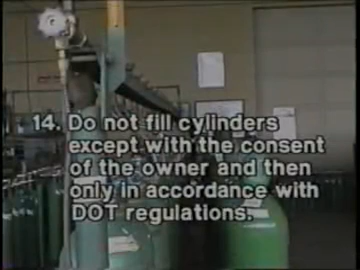 14. Do not fill cylinders
except with the consent
of the owner and then
only in accordance with
DOT regulations.